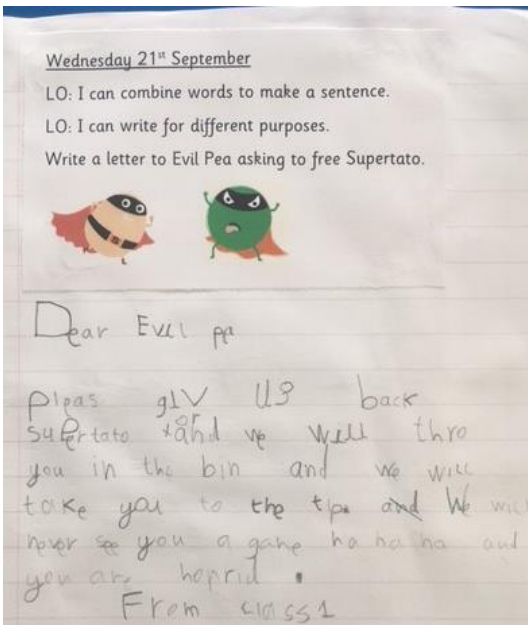 Wednesday 21st September
LO: I can combine words to make a sentence.
LO: I can write for different purposes.
Write a letter to Evil Pea asking to free Supertato.
Dear Evil pea
pleas giv us back
supertato or and we will thro
you in the bin and we will
take you to the tip and We will
never see you a gane ha ha ha and
you are horrid.
From class 1